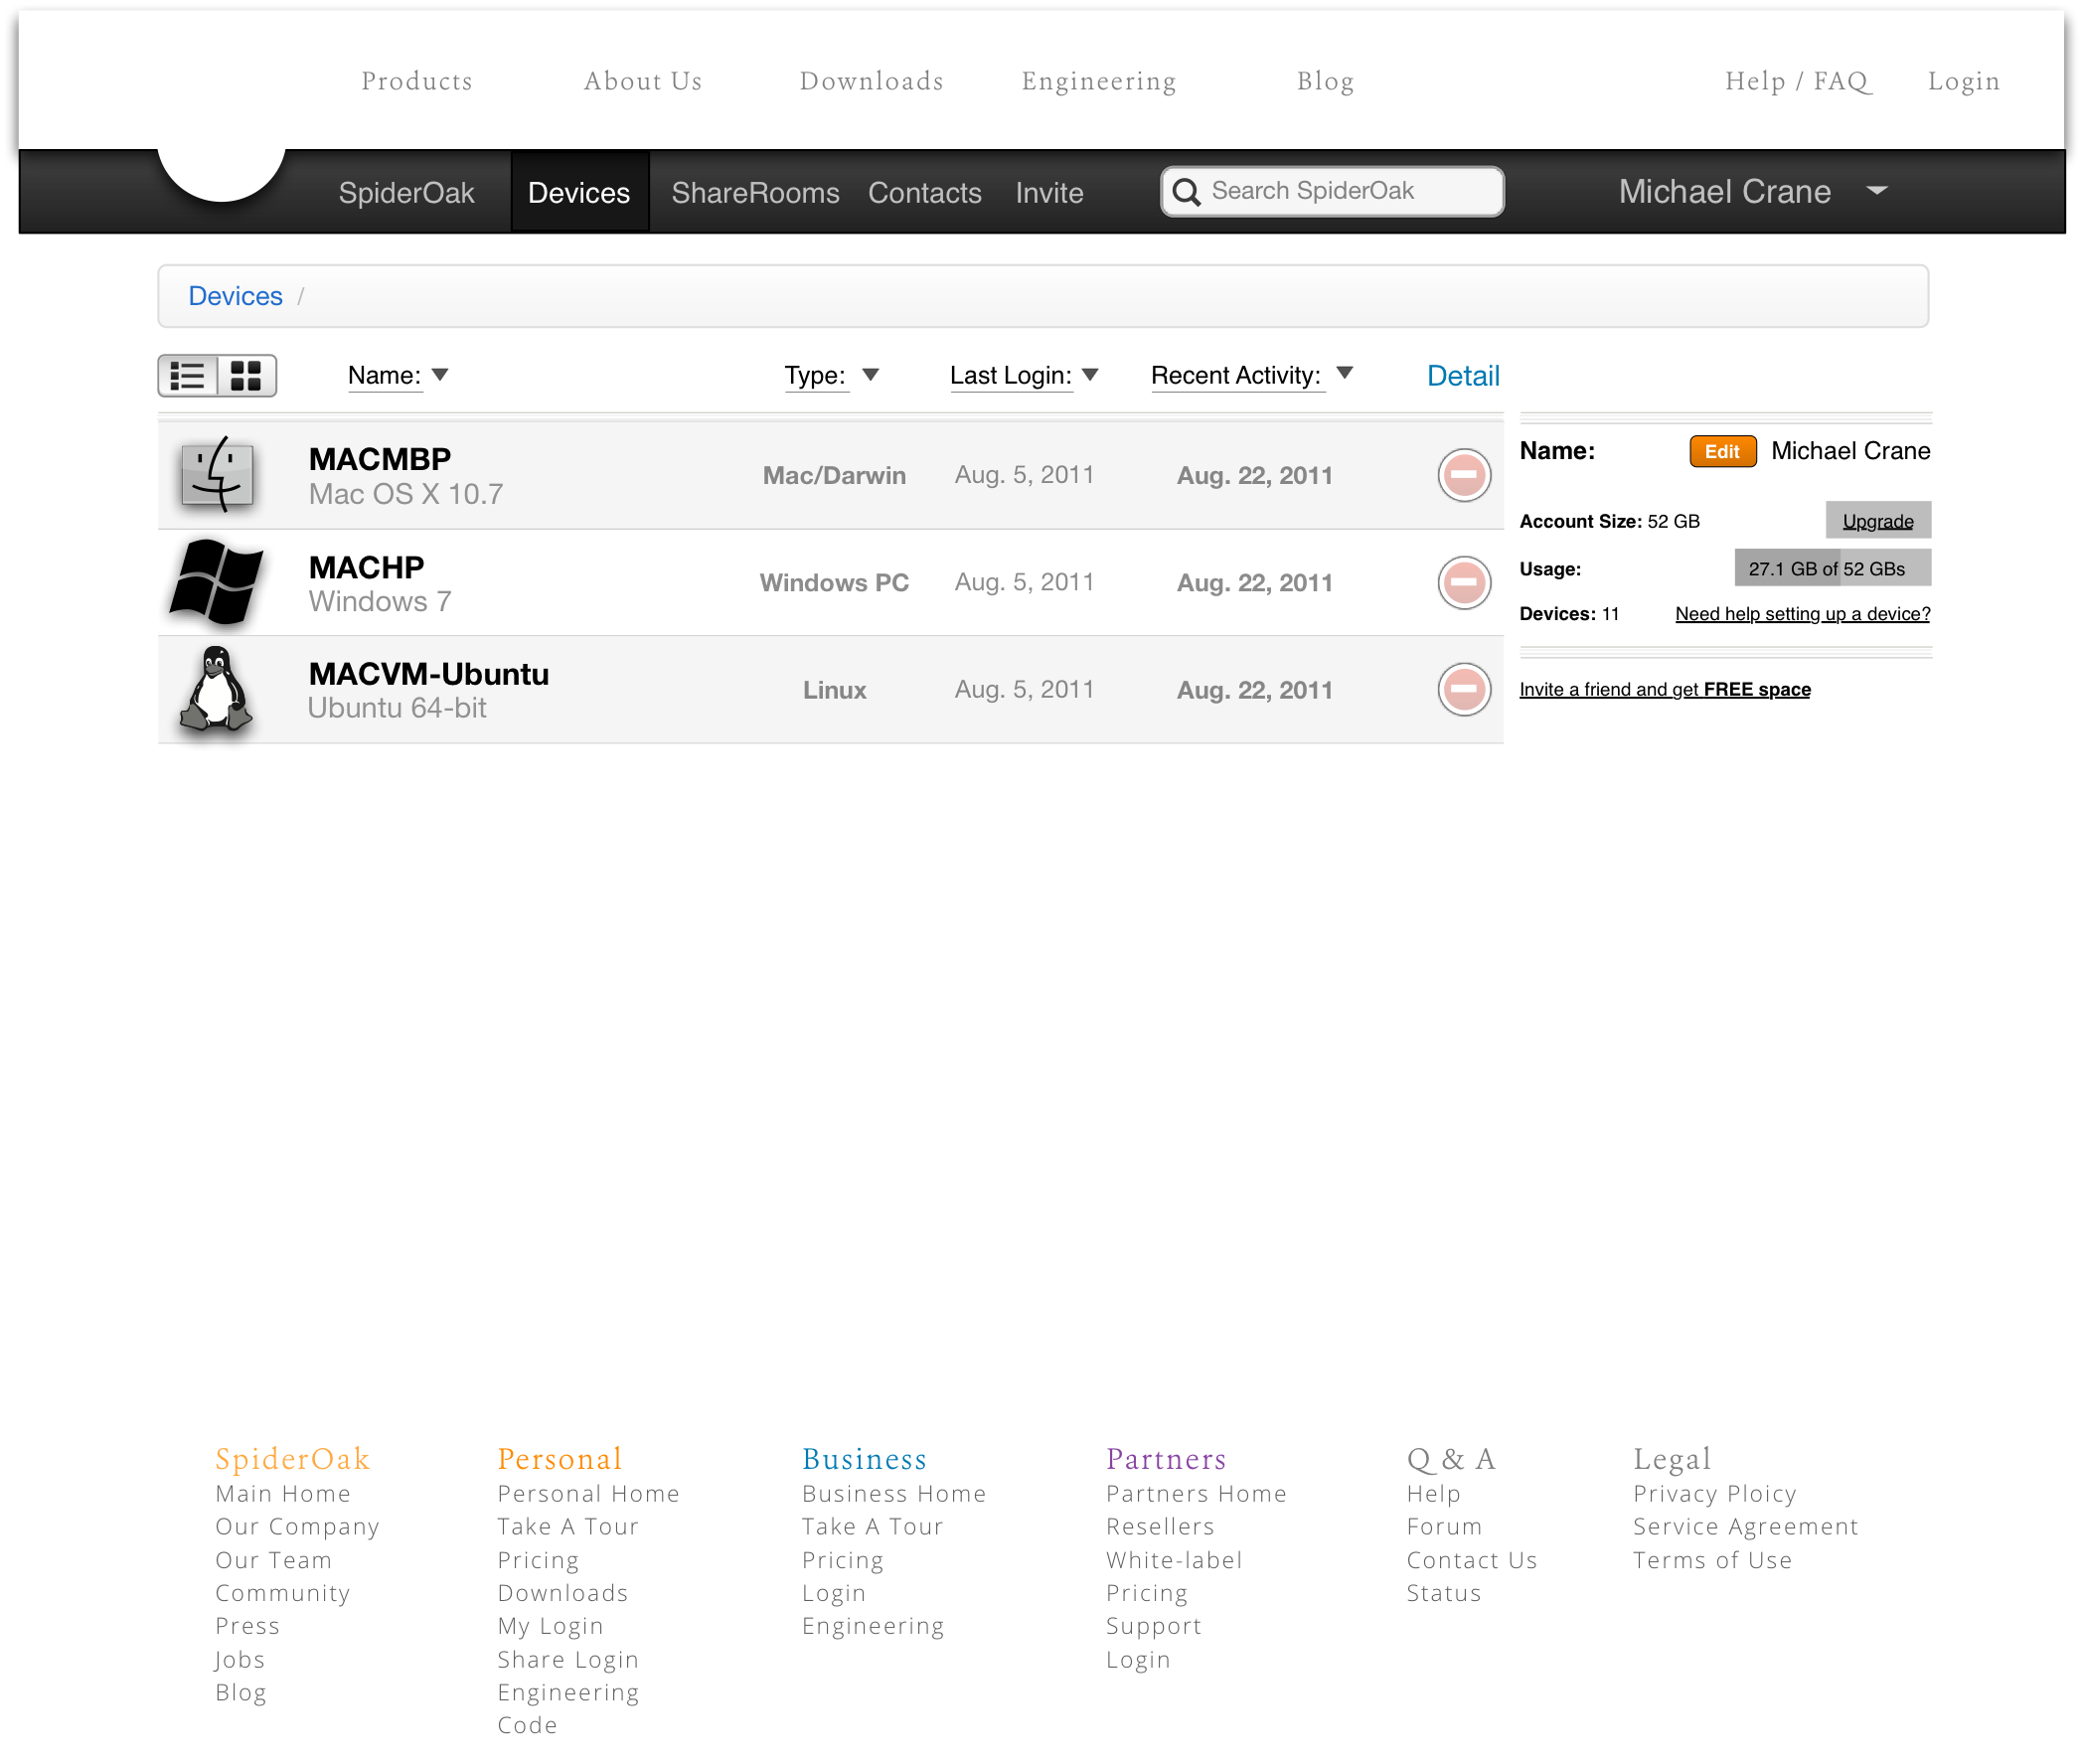 Products About Us Downloads Engineering Blog Help / FAQ Login
SpiderOak Devices ShareRooms Contacts Invite Search SpiderOak Michael Crane
Devices /
Name: Type: Last Login: Recent Activity: Detail
MACMBP
Mac OS X 10.7
Mac/Darwin Aug. 5, 2011 Aug. 22, 2011
MACHP
Windows 7
Windows PC Aug. 5, 2011 Aug. 22, 2011
MACVM-Ubuntu
Ubuntu 64-bit
Linux Aug. 5, 2011 Aug. 22, 2011
Name: Edit Michael Crane
Account Size: 52 GB Upgrade
Usage: 27.1 GB of 52 GBs
Devices: 11 Need help setting up a device?
Invite a friend and get FREE space
SpiderOak
Main Home
Our Company
Our Team
Community
Press
Jobs
Blog
Personal
Personal Home
Take A Tour
Pricing
Downloads
My Login
Share Login
Engineering
Code
Business
Business Home
Take A Tour
Pricing
Login
Engineering
Partners
Partners Home
Resellers
White-label
Pricing
Support
Login
Q & A
Help
Forum
Contact Us
Status
Legal
Privacy Ploicy
Service Agreement
Terms of Use